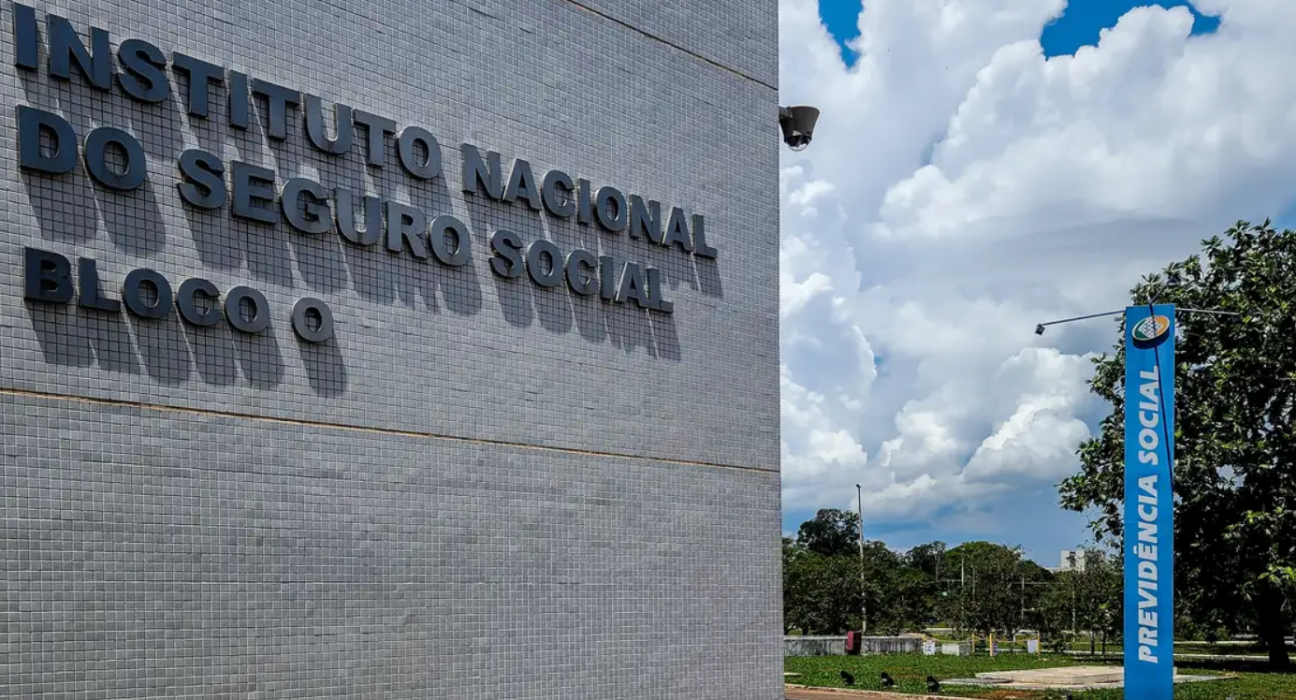 INSTITUTO NACIONAL
DO SEGURO SOCIAL
BLOCO O
PREVIDÊNCIA SOCIAL